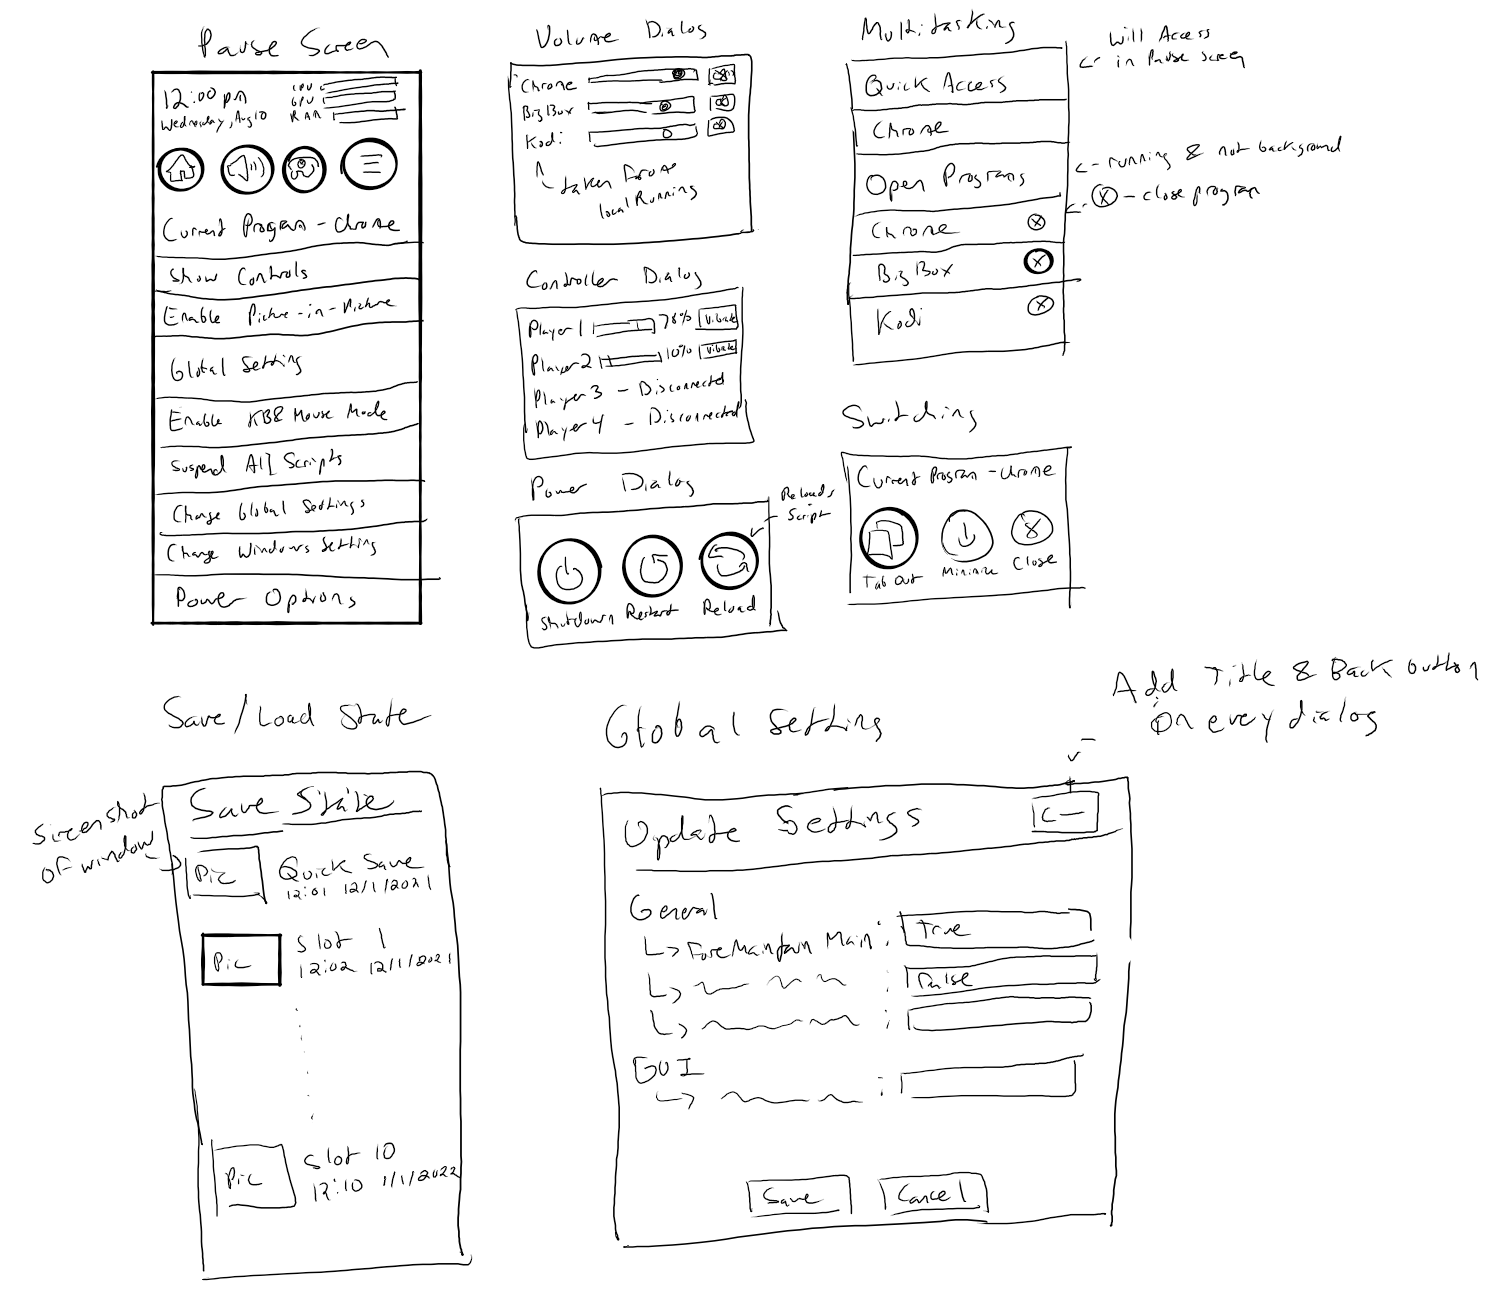 Pause Screen
12:00 pm
Wednesday, Aug 10
CPU
GPU
RAM
Current Program - Chrome
Show Controls
Enable Picture-in-Picture
Global Setting
Enable KB& Mouse Mode
Suspend All Scripts
Change Global Settings
Change Windows Setting
Power Options
Volume Dialog
Chrome
BigBox
Kodi
taken from
local Running
Controller Dialog
Player 1 78% Vibrate
Player 2 10% Vibrate
Player 3 - Disconnected
Player 4 - Disconnected
Power Dialog
Reloads
Script
Shutdown Restart Reload
Multitasking
Will Access
in Pause Screen
Quick Access
Chrome
Open Programs
running & not background
X - close program
Chrome X
BigBox X
Kodi X
Switching
Current Program - Chrome
Tab Out Minimize Close
Save/Load State
Screenshot
of window
Save State
Pic Quick Save
12:01 12/1/2021
Pic Slot 1
12:02 12/1/2021
Pic Slot 10
12:10 1/1/2022
Global Setting
Add Title & Back button
on every dialog
Update Settings
General
ForceMaintain Main: True
: False
:
GUI
:
Save Cancel